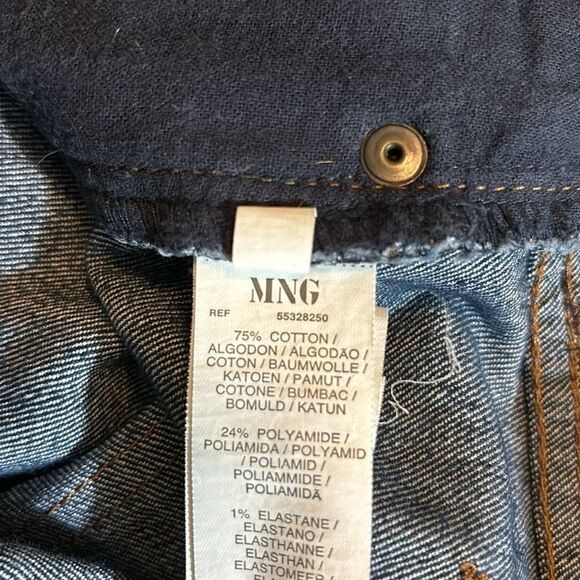 MNG
REF 55328250
75% COTTON /
ALGODON / ALGODÃO /
COTON / BAUMWOLLE /
KATOEN / PAMUT /
COTONE / BUMBAC /
BOMULD / KATUN
24% POLYAMIDE /
POLIAMIDA / POLYAMID
/ POLIAMID /
POLIAMMIDE /
POLIAMIDĂ
1% ELASTANE /
ELASTANO /
ELASTHANNE /
ELASTHAN /
ELASTOMEER /